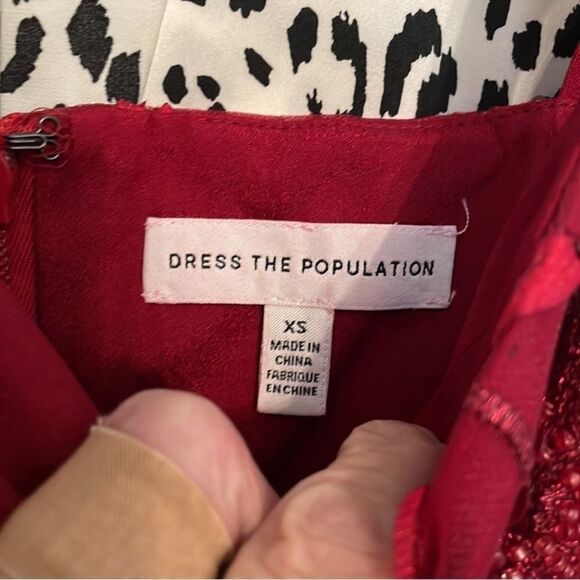 DRESS THE POPULATION
XS
MADE IN
CHINA
FABRIQUE
EN CHINE